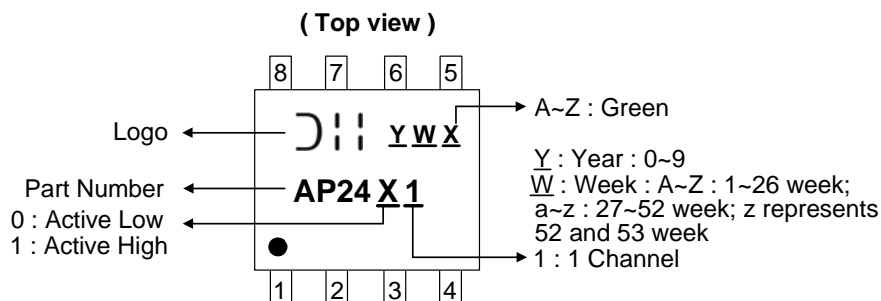 ( Top view )
8 7 6 5
Logo
Y W X
A~Z : Green
Part Number
AP24 X 1
0 : Active Low
1 : Active High
Y : Year : 0~9
W : Week : A~Z : 1~26 week;
a~z : 27~52 week; z represents
52 and 53 week
1 : 1 Channel
1 2 3 4